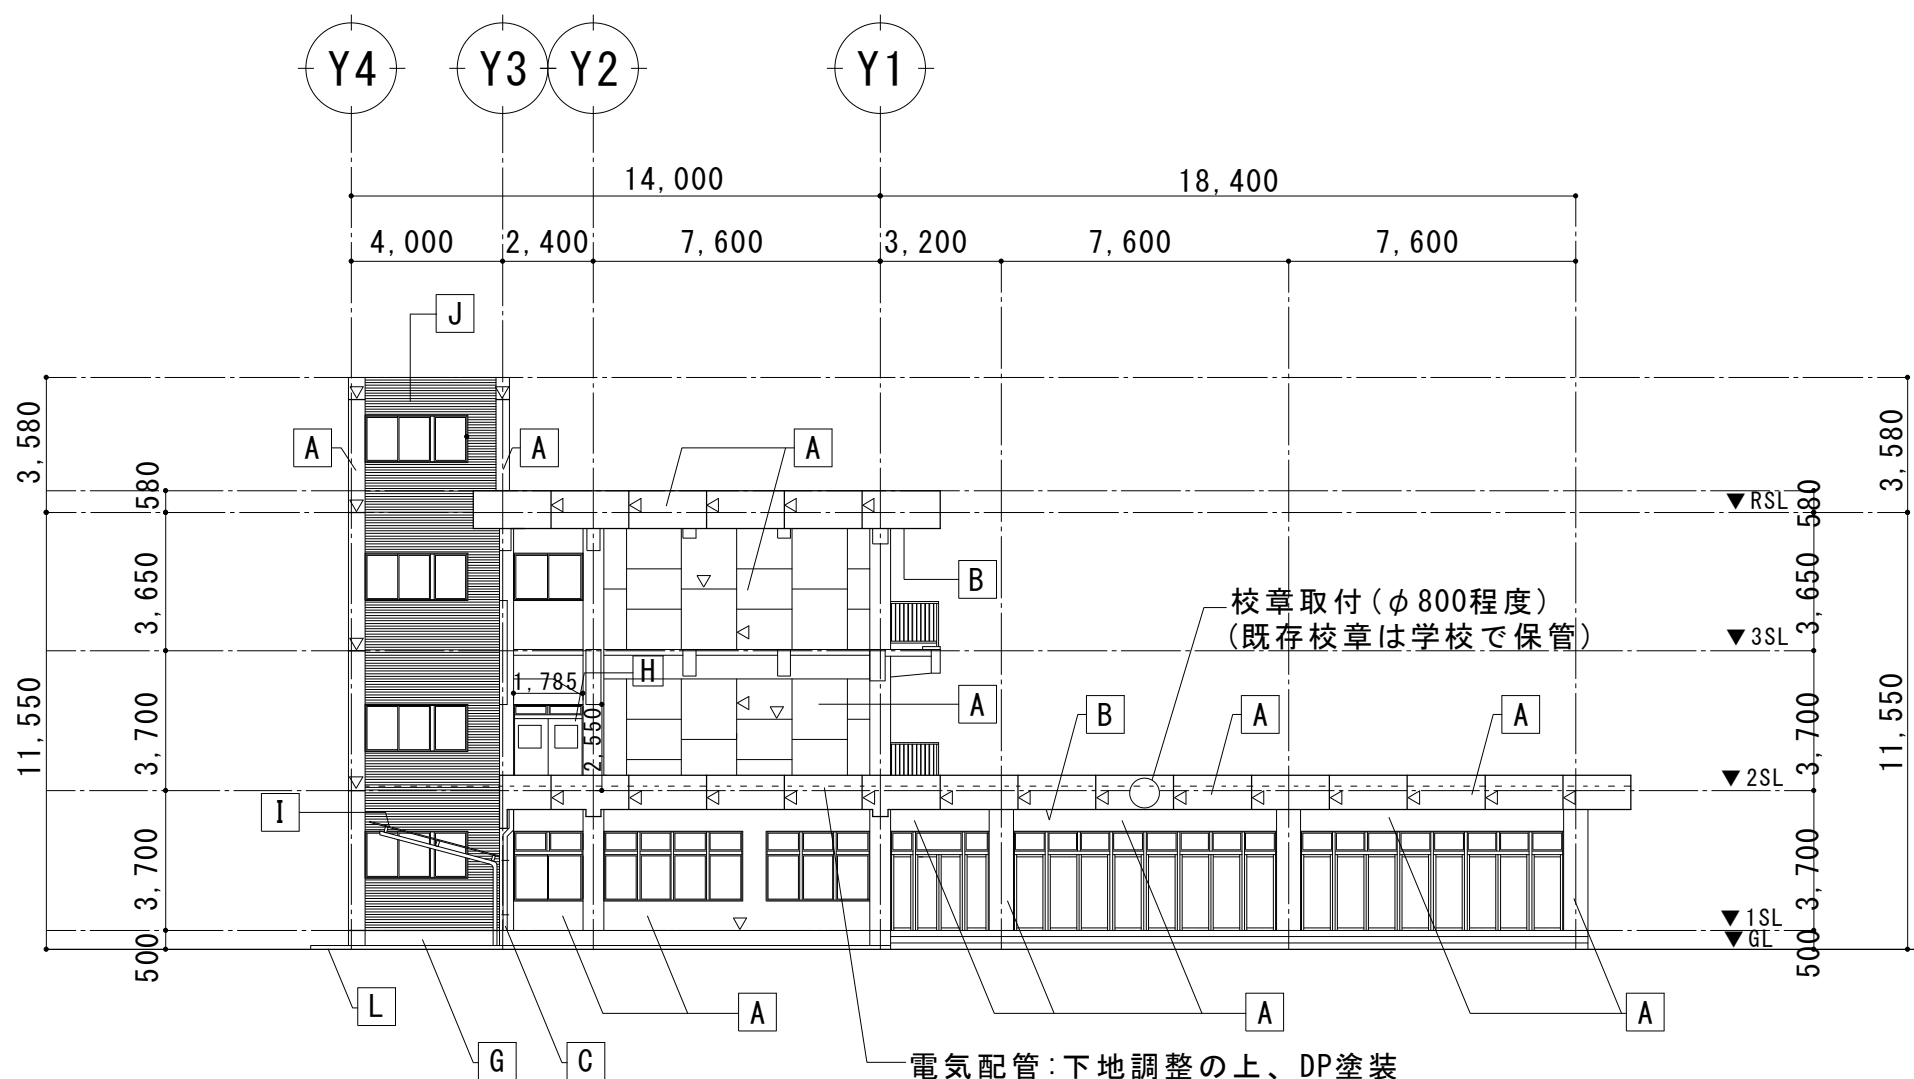 Y4 Y3 Y2 Y1
14,000 18,400
4,000 2,400 7,600 3,200 7,600 7,600
J
3,580
A A A
3,580
580
▼RSL
580
B
3,650
校章取付(φ800程度)
(既存校章は学校で保管)
3,650
▼3SL
H
1,785
11,550
3,700
2,550
A
B A A
3,700
11,550
▼2SL
I
3,700
3,700
▼1SL
▼GL
500
500
L
A A A
G C
電気配管:下地調整の上、DP塗装